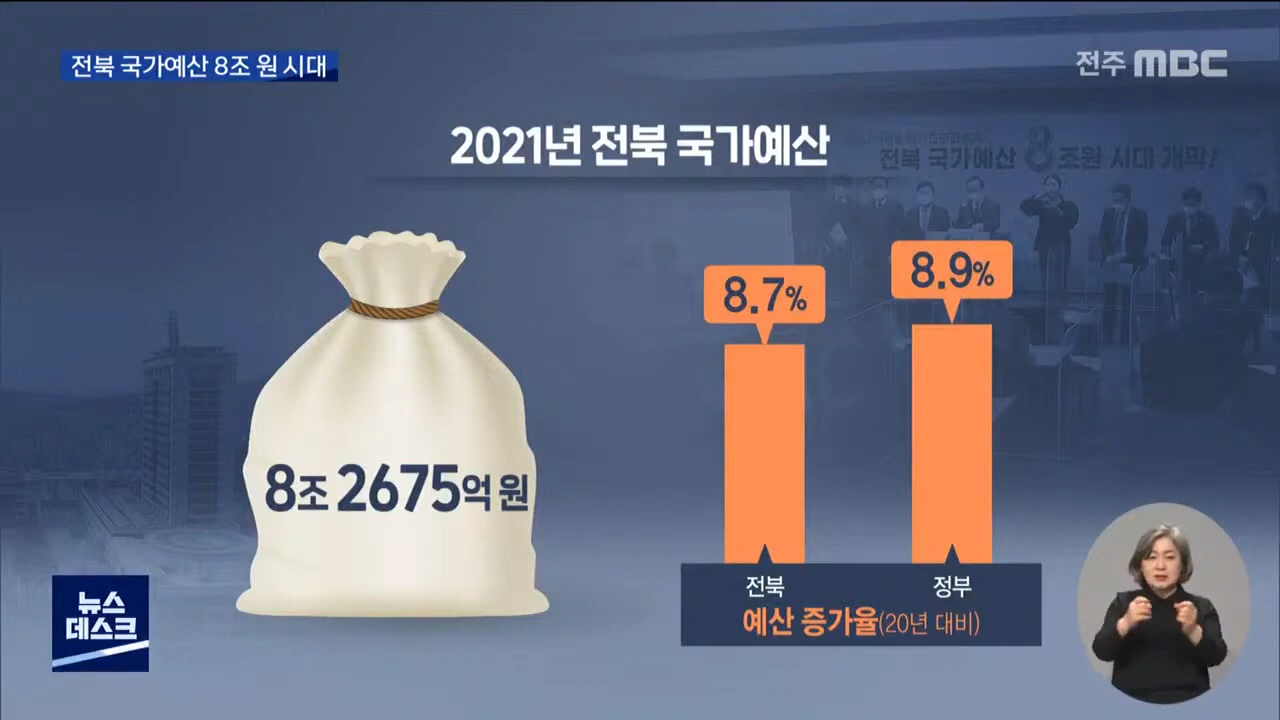 전북 국가예산 8조 원 시대
전주 MBC
2021년 전북 국가예산
전북 국가예산 8조원 시대 개막!
8.7%
8.9%
8조 2675억 원
전북
정부
예산 증가율(20년 대비)
뉴스
데스크